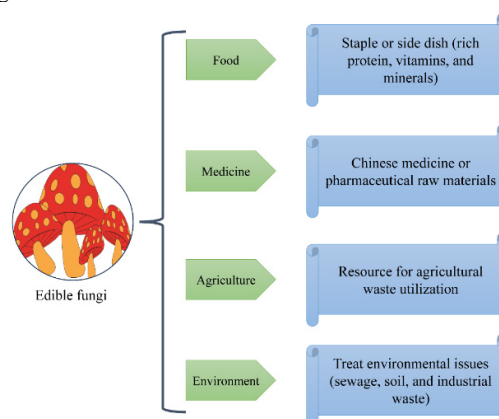 Food
Staple or side dish (rich
protein, vitamins, and
minerals)
Medicine
Chinese medicine or
pharmaceutical raw materials
Edible fungi
Agriculture
Resource for agricultural
waste utilization
Environment
Treat environmental issues
(sewage, soil, and industrial
waste)